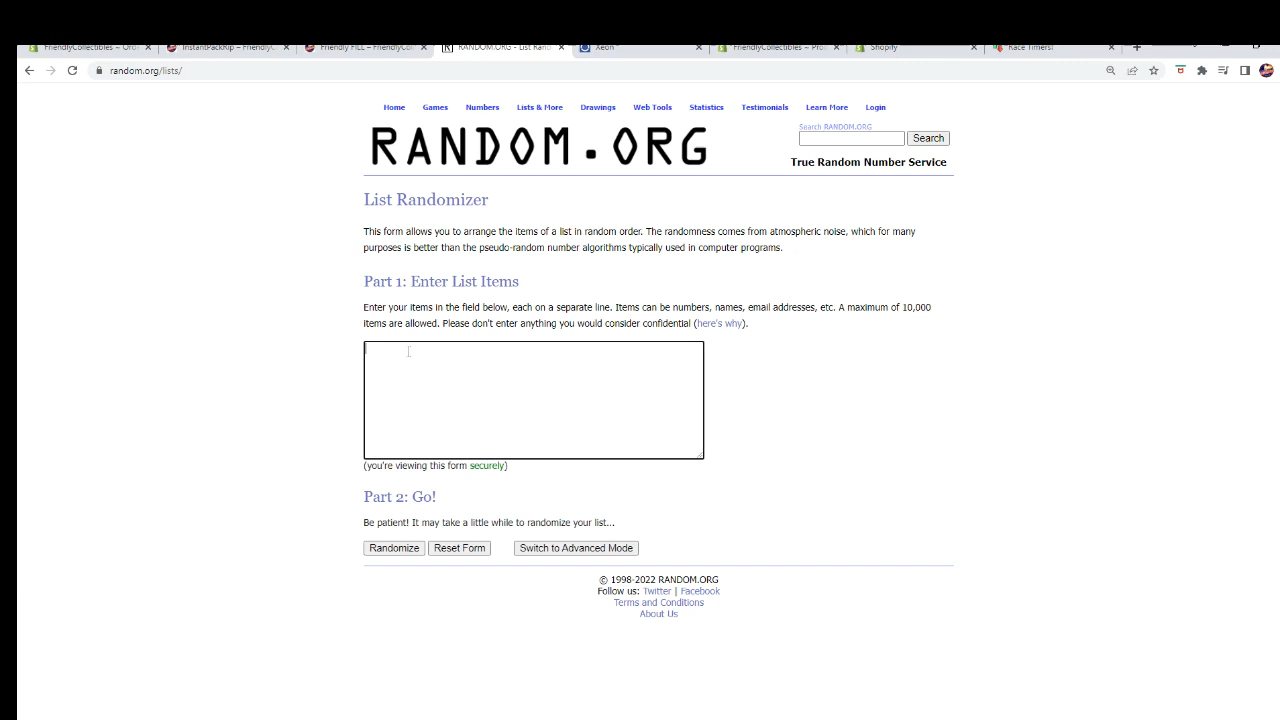 FriendlyCollectibles ~ Ord
InstantPackRip – FriendlyC
Friendly FILL – FriendlyCol
RANDOM.ORG - List Rand
Xeon
FriendlyCollectibles ~ Pro
Shopify
Race Timers!
random.org/lists/
Home Games Numbers Lists & More Drawings Web Tools Statistics Testimonials Learn More Login
RANDOM.ORG
Search RANDOM.ORG
Search
True Random Number Service
List Randomizer
This form allows you to arrange the items of a list in random order. The randomness comes from atmospheric noise, which for many
purposes is better than the pseudo-random number algorithms typically used in computer programs.
Part 1: Enter List Items
Enter your items in the field below, each on a separate line. Items can be numbers, names, email addresses, etc. A maximum of 10,000
items are allowed. Please don't enter anything you would consider confidential (here's why).
(you're viewing this form securely)
Part 2: Go!
Be patient! It may take a little while to randomize your list...
Randomize Reset Form Switch to Advanced Mode
© 1998-2022 RANDOM.ORG
Follow us: Twitter | Facebook
Terms and Conditions
About Us